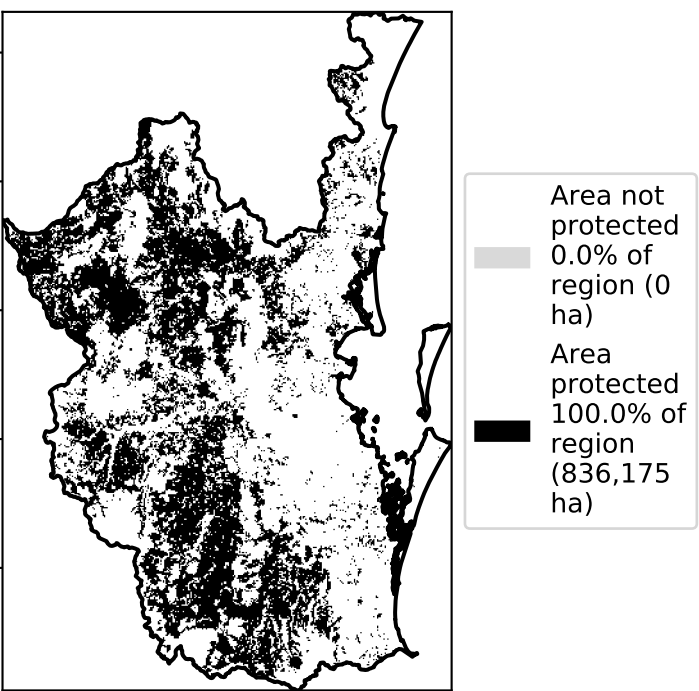 Area not
protected
0.0% of
region (0
ha)
Area
protected
100.0% of
region
(836,175
ha)